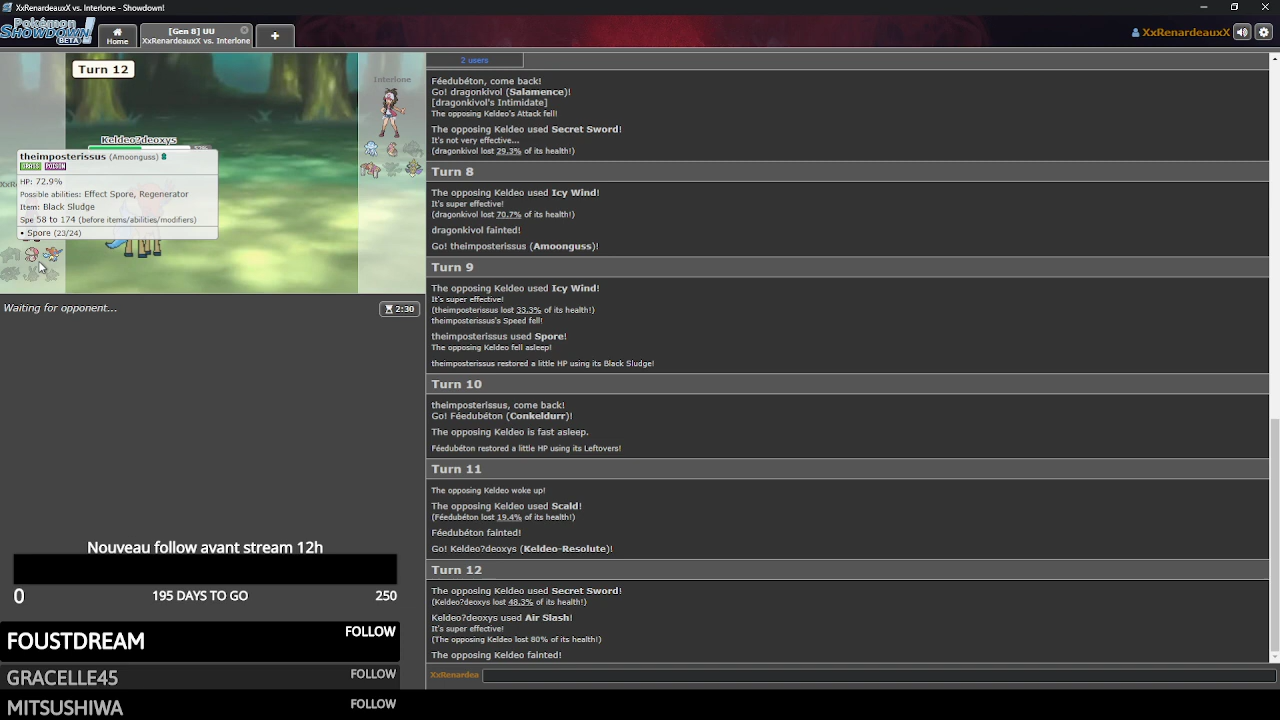 XxRenardeauxX vs. Interlone - Showdown!
Pokémon
SHOWDOWN!
BETA
Home
[Gen 8] UU
XxRenardeauxX vs. Interlone
XxRenardeauxX
Turn 12
Interlone
Keldeo?deoxys
theimposterissus (Amoonguss)
GRASS POISON
HP: 72.9%
Possible abilities: Effect Spore, Regenerator
Item: Black Sludge
Spe 58 to 174 (before items/abilities/modifiers)
• Spore (23/24)
Waiting for opponent...
2:30
2 users
Féedubéton, come back!
Go! dragonkivol (Salamence)!
[dragonkivol's Intimidate]
The opposing Keldeo's Attack fell!
The opposing Keldeo used Secret Sword!
It's not very effective...
(dragonkivol lost 29.3% of its health!)
Turn 8
The opposing Keldeo used Icy Wind!
It's super effective!
(dragonkivol lost 70.7% of its health!)
dragonkivol fainted!
Go! theimposterissus (Amoonguss)!
Turn 9
The opposing Keldeo used Icy Wind!
It's super effective!
(theimposterissus lost 33.3% of its health!)
theimposterissus's Speed fell!
theimposterissus used Spore!
The opposing Keldeo fell asleep!
theimposterissus restored a little HP using its Black Sludge!
Turn 10
theimposterissus, come back!
Go! Féedubéton (Conkeldurr)!
The opposing Keldeo is fast asleep.
Féedubéton restored a little HP using its Leftovers!
Turn 11
The opposing Keldeo woke up!
The opposing Keldeo used Scald!
(Féedubéton lost 19.4% of its health!)
Féedubéton fainted!
Go! Keldeo?deoxys (Keldeo-Resolute)!
Turn 12
The opposing Keldeo used Secret Sword!
(Keldeo?deoxys lost 48.3% of its health!)
Keldeo?deoxys used Air Slash!
It's super effective!
(The opposing Keldeo lost 80% of its health!)
The opposing Keldeo fainted!
XxRenardea
Nouveau follow avant stream 12h
0
195 DAYS TO GO
250
FOUSTDREAM FOLLOW
GRACELLE45 FOLLOW
MITSUSHIWA FOLLOW